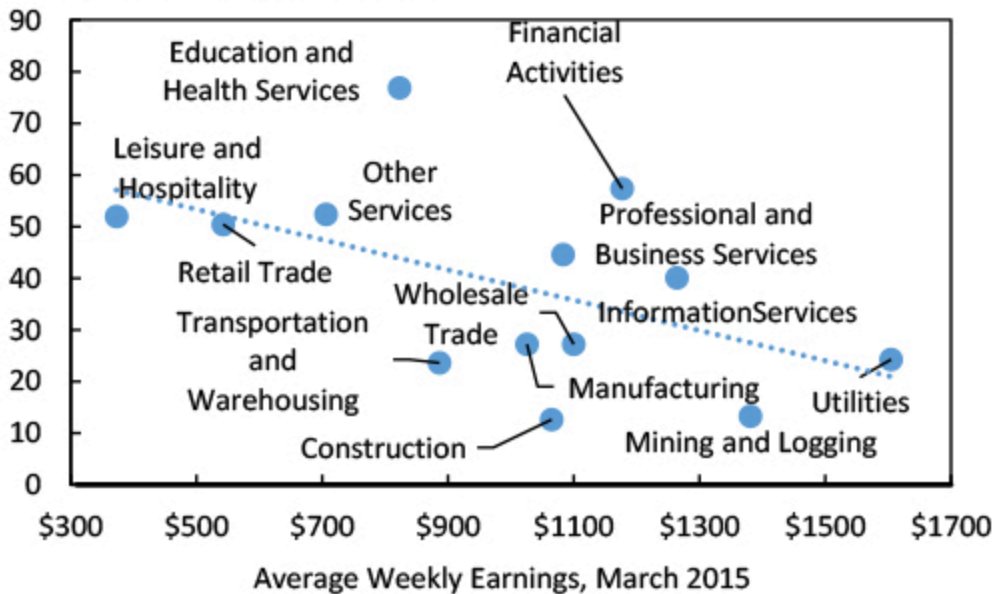 90
80
70
60
50
40
30
20
10
0
Education and
Health Services
Financial
Activities
Leisure and
Hospitality
Other
Services
Professional and
Business Services
Retail Trade
Wholesale
Trade
InformationServices
Transportation
and
Warehousing
Manufacturing
Utilities
Construction
Mining and Logging
$300
$500
$700
$900
$1100
$1300
$1500
$1700
Average Weekly Earnings, March 2015